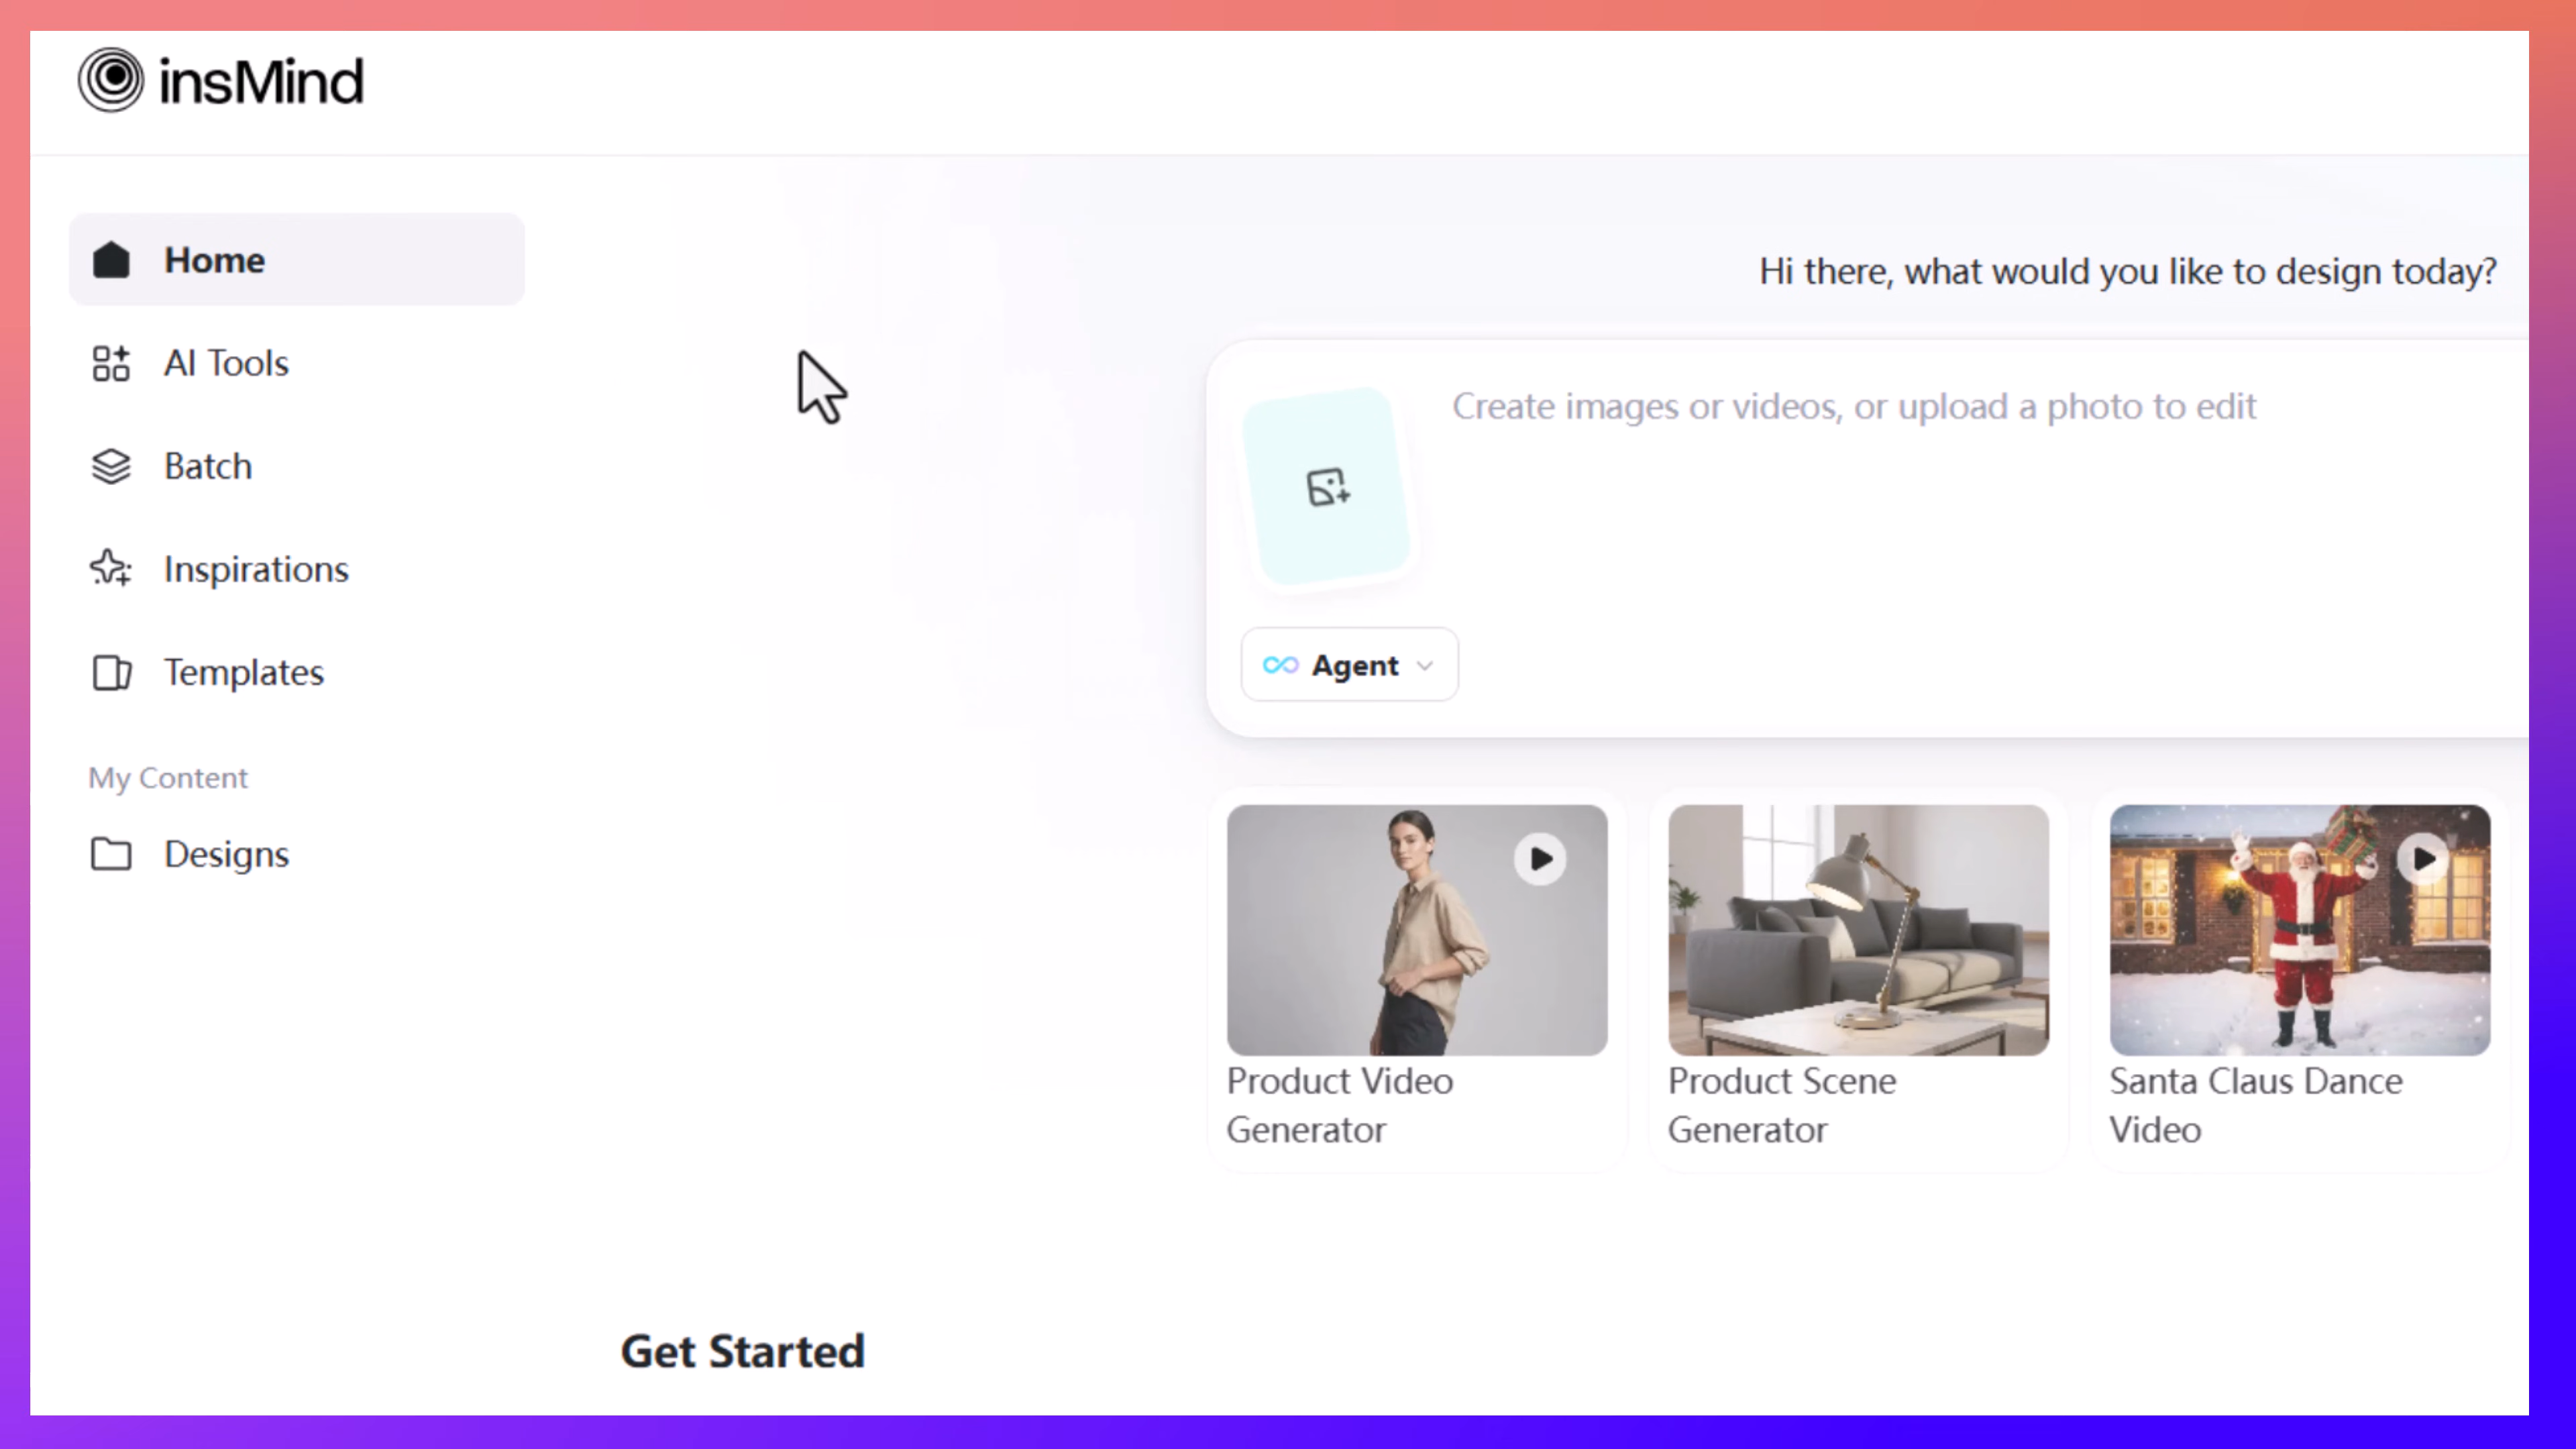 insMind
Home
AI Tools
Batch
Inspirations
Templates
My Content
Designs
Hi there, what would you like to design today?
Create images or videos, or upload a photo to edit
Agent
Product Video
Generator
Product Scene
Generator
Santa Claus Dance
Video
Get Started